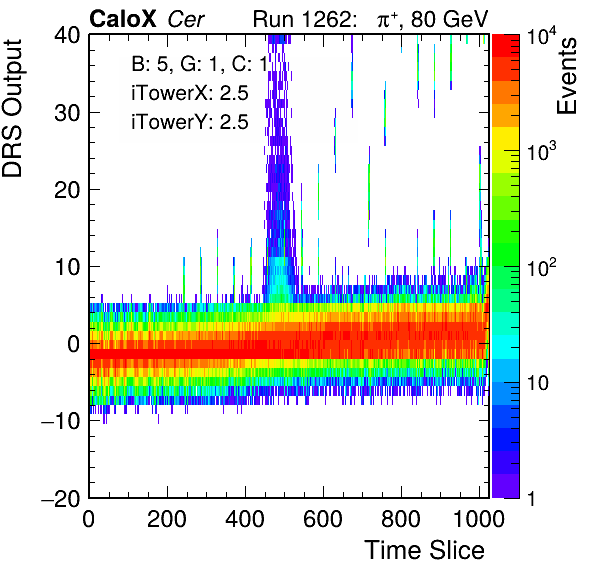 CaloX Cer Run 1262: π⁺, 80 GeV
DRS Output
Events
B: 5, G: 1, C: 1
iTowerX: 2.5
iTowerY: 2.5
40
30
20
10
0
−10
−20
0 200 400 600 800 1000
Time Slice
10⁴
10³
10²
10
1